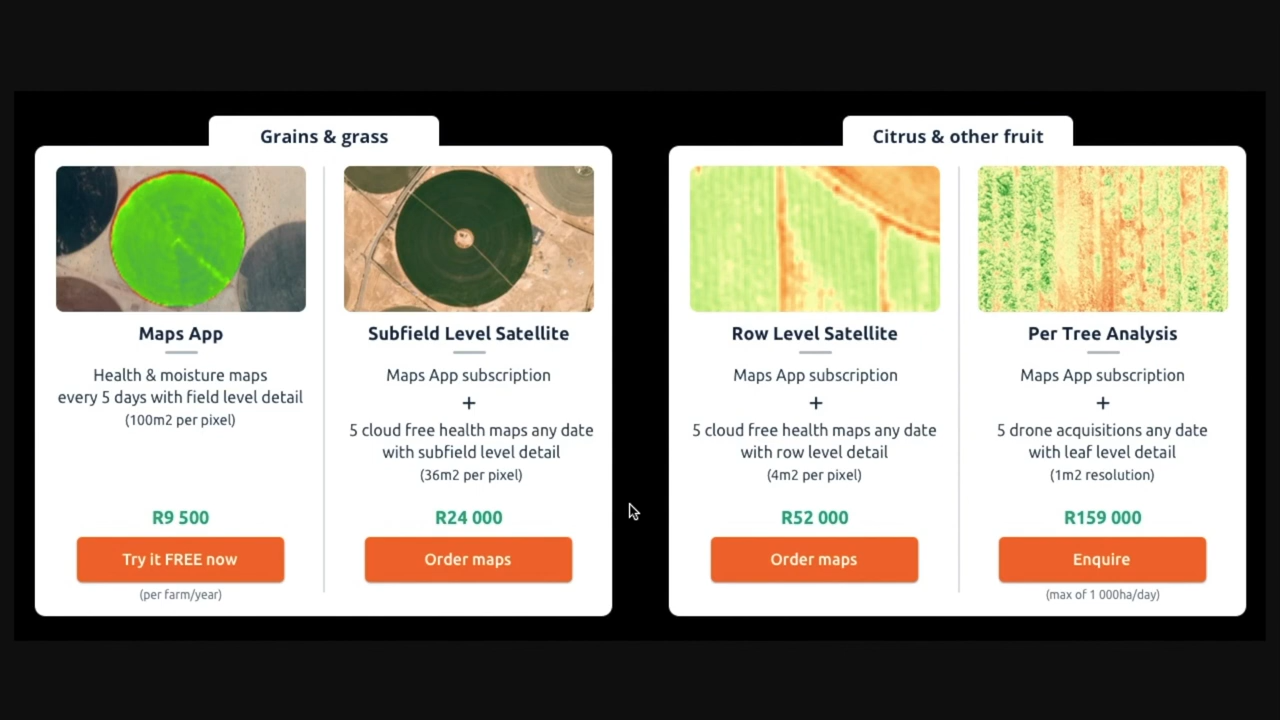 Grains & grass
Maps App
Health & moisture maps
every 5 days with field level detail
(100m2 per pixel)
R9 500
Try it FREE now
(per farm/year)
Subfield Level Satellite
Maps App subscription
+
5 cloud free health maps any date
with subfield level detail
(36m2 per pixel)
R24 000
Order maps
Citrus & other fruit
Row Level Satellite
Maps App subscription
+
5 cloud free health maps any date
with row level detail
(4m2 per pixel)
R52 000
Order maps
Per Tree Analysis
Maps App subscription
+
5 drone acquisitions any date
with leaf level detail
(1m2 resolution)
R159 000
Enquire
(max of 1 000ha/day)